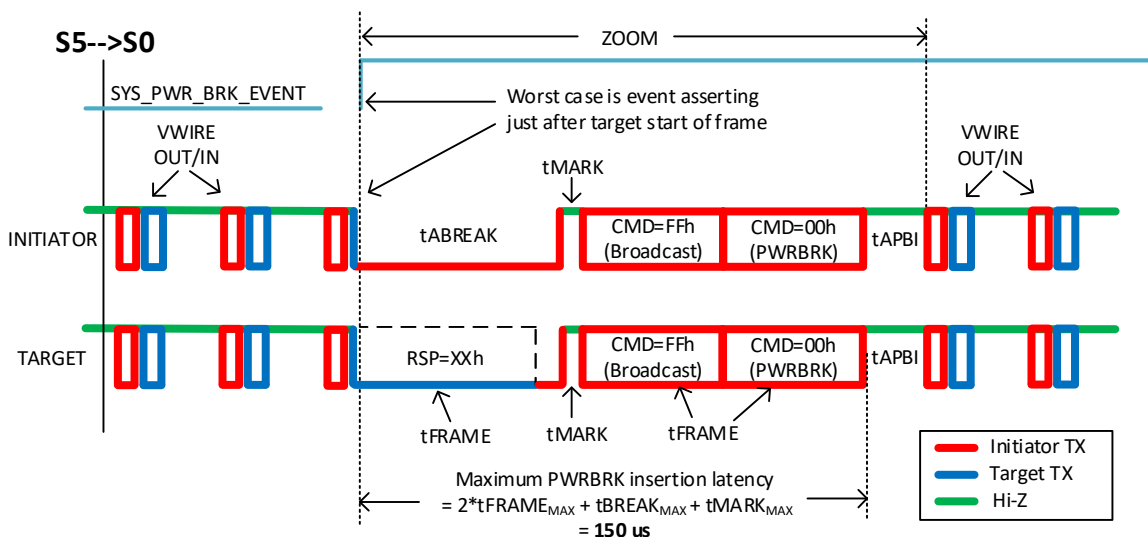 S5-->S0
ZOOM
SYS_PWR_BRK_EVENT
Worst case is event asserting
just after target start of frame
VWIRE
OUT/IN
tMARK
VWIRE
OUT/IN
INITIATOR
tABREAK
CMD=FFh
(Broadcast)
CMD=00h
(PWRBRK)
tAPBI
TARGET
RSP=XXh
CMD=FFh
(Broadcast)
CMD=00h
(PWRBRK)
tAPBI
tFRAME
tMARK
tFRAME
Maximum PWRBRK insertion latency
= 2*tFRAMEMAX + tBREAKMAX + tMARKMAX
= 150 us
Initiator TX
Target TX
Hi-Z